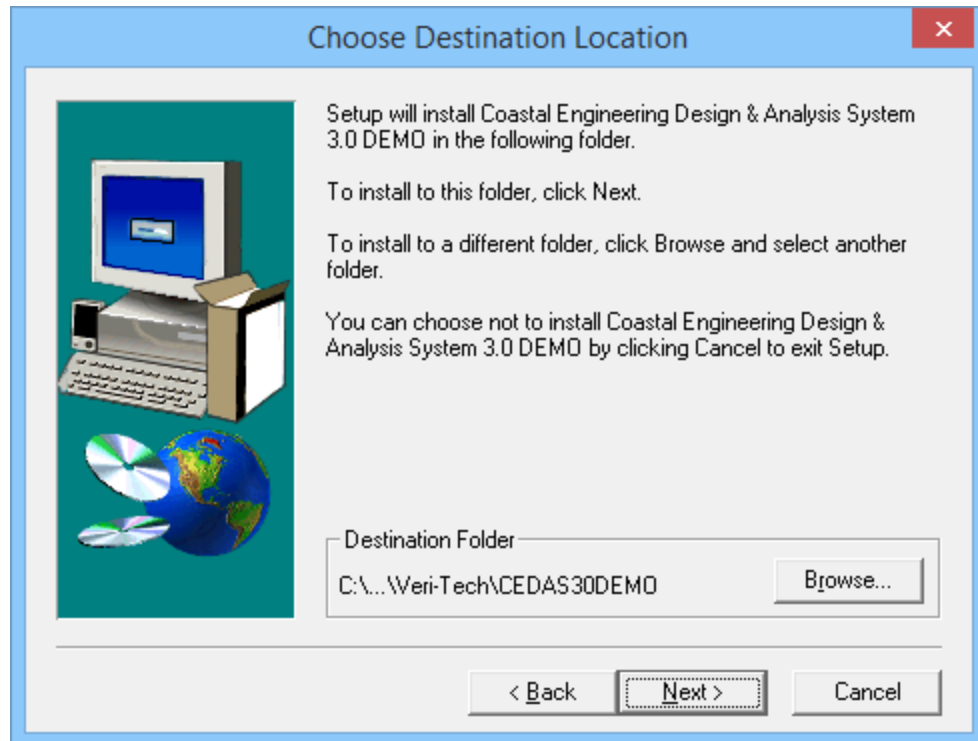 Choose Destination Location
Setup will install Coastal Engineering Design & Analysis System
3.0 DEMO in the following folder.
To install to this folder, click Next.
To install to a different folder, click Browse and select another
folder.
You can choose not to install Coastal Engineering Design &
Analysis System 3.0 DEMO by clicking Cancel to exit Setup.
Destination Folder
C:\...\Veri-Tech\CEDAS30DEMO
Browse...
< Back
Next >
Cancel